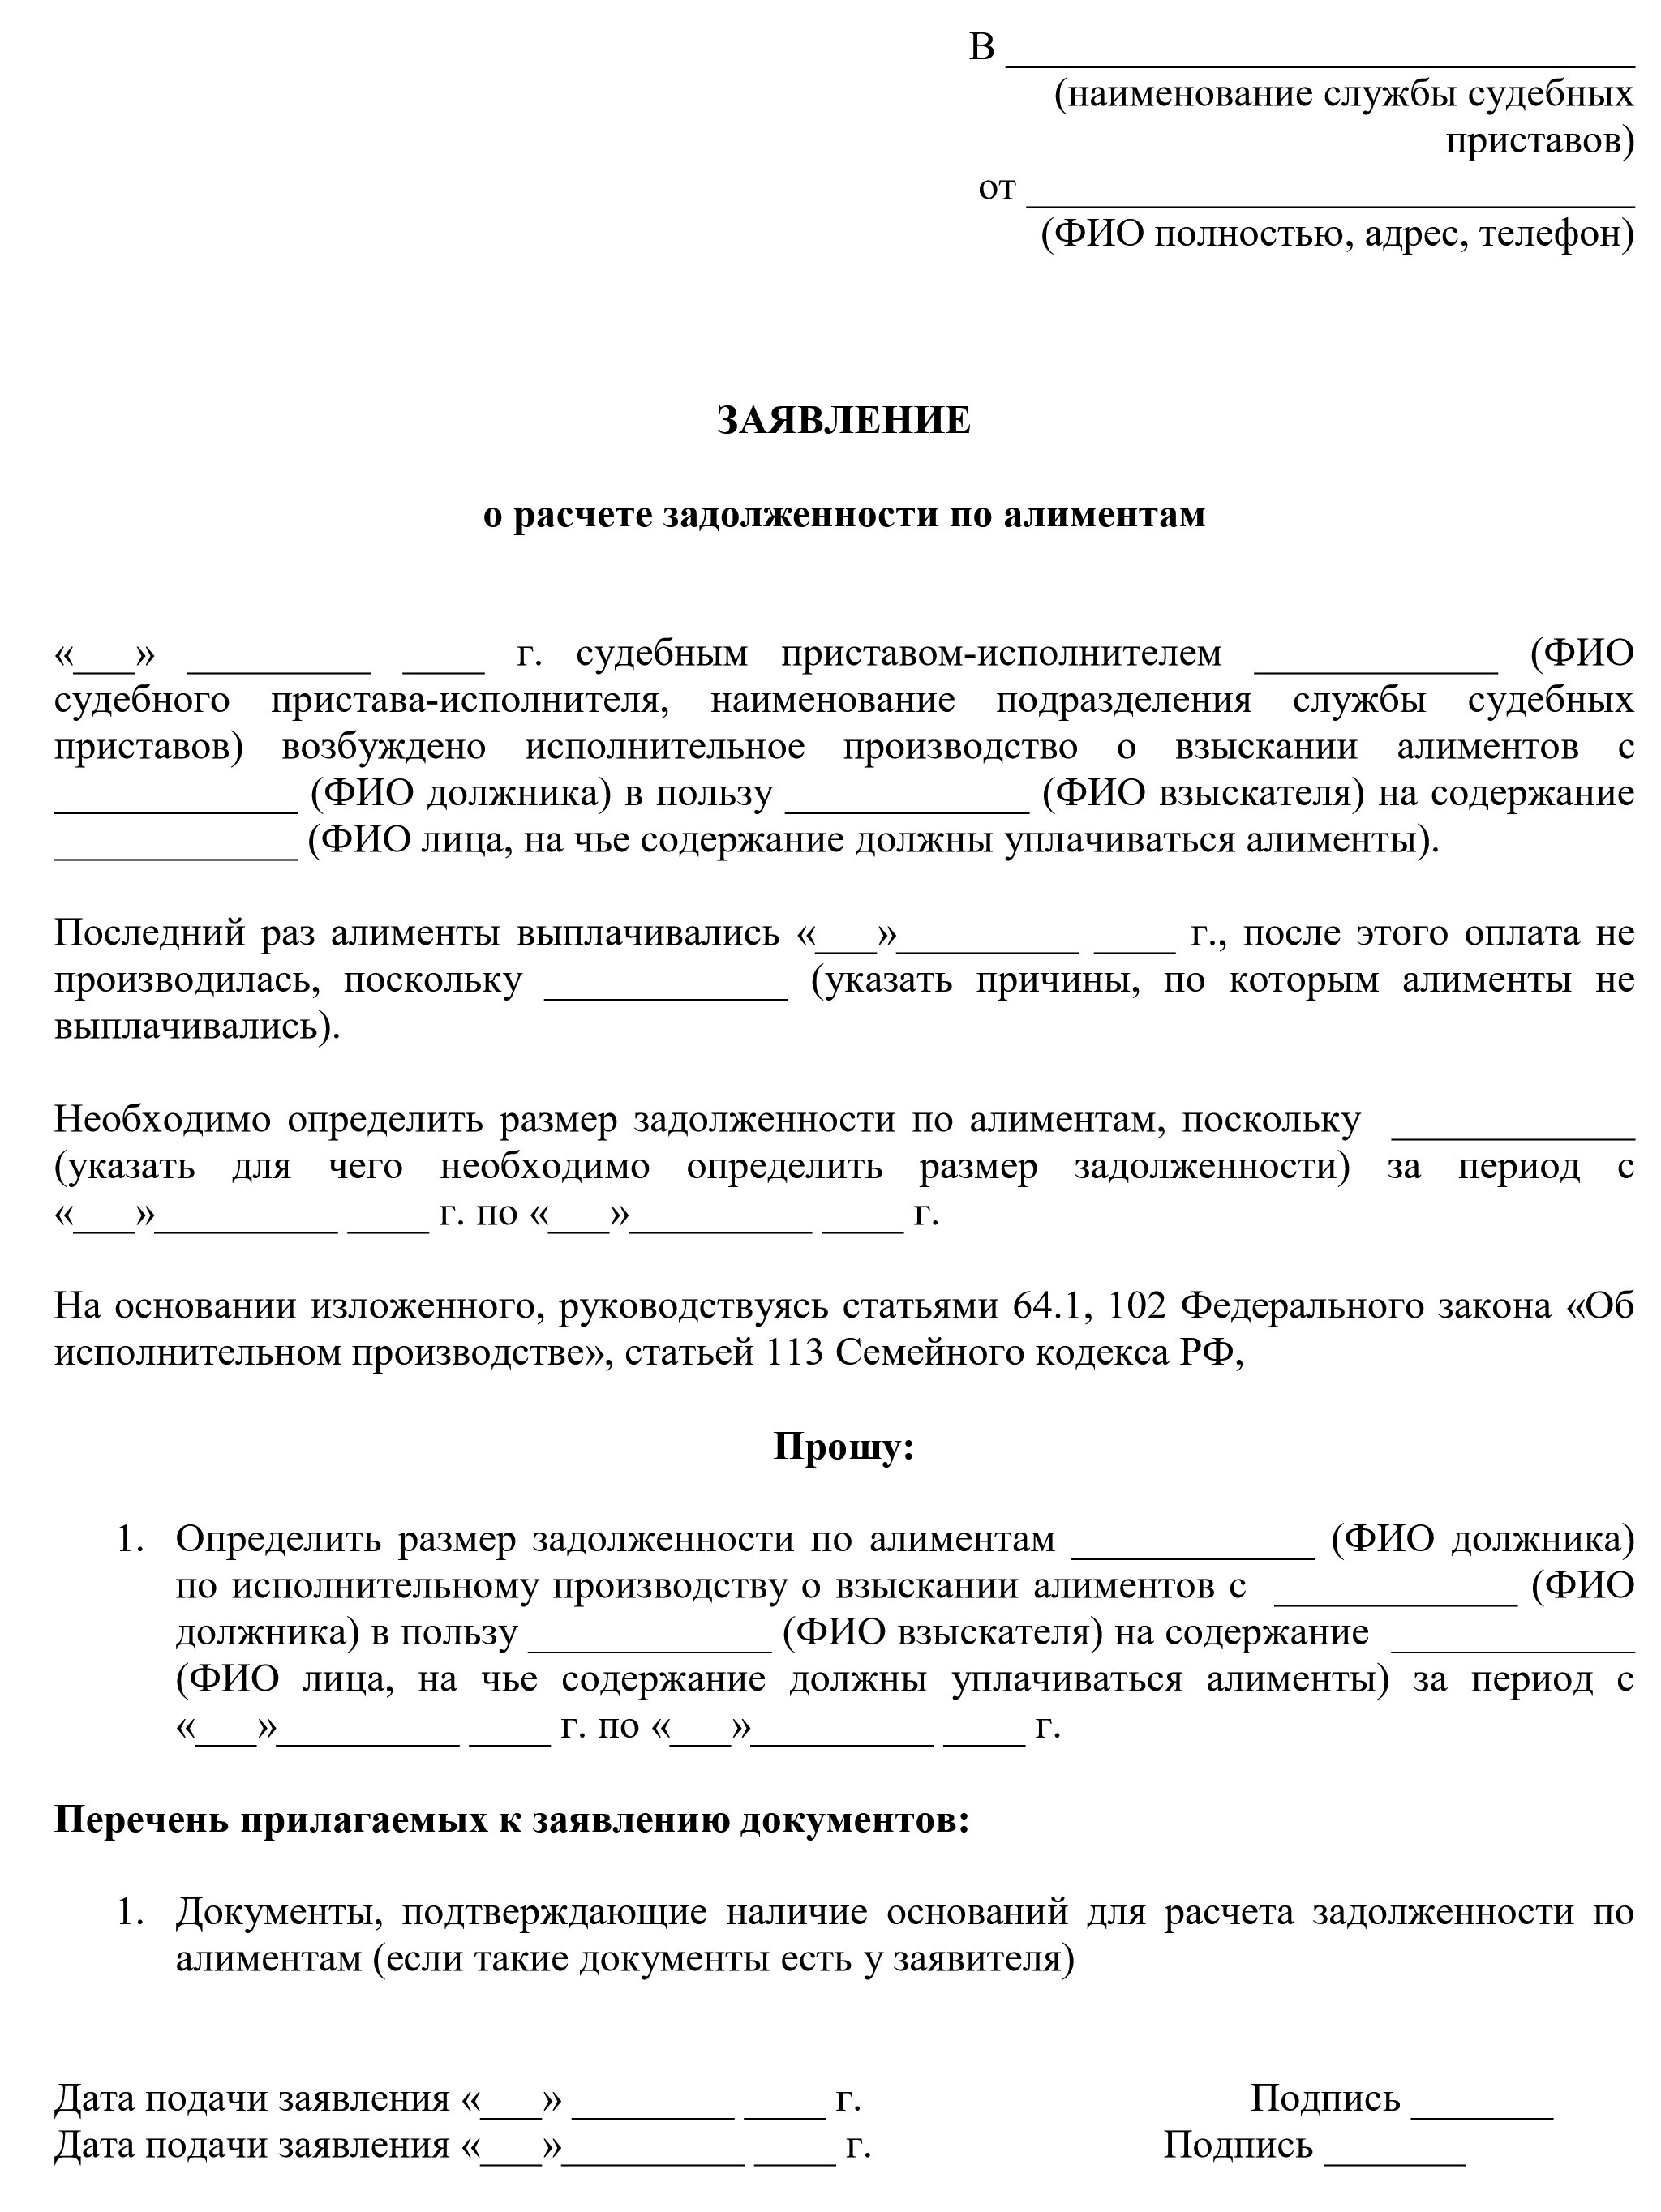 В _______________________________
(наименование службы судебных
приставов)
от ______________________________
(ФИО полностью, адрес, телефон)
ЗАЯВЛЕНИЕ
о расчете задолженности по алиментам
«___» _________ ____ г. судебным приставом-исполнителем ____________ (ФИО
судебного пристава-исполнителя, наименование подразделения службы судебных
приставов) возбуждено исполнительное производство о взыскании алиментов с
____________ (ФИО должника) в пользу ____________ (ФИО взыскателя) на содержание
____________ (ФИО лица, на чье содержание должны уплачиваться алименты).
Последний раз алименты выплачивались «___»_________ ____ г., после этого оплата не
производилась, поскольку ____________ (указать причины, по которым алименты не
выплачивались).
Необходимо определить размер задолженности по алиментам, поскольку ____________
(указать для чего необходимо определить размер задолженности) за период с
«___»_________ ____ г. по «___»_________ ____ г.
На основании изложенного, руководствуясь статьями 64.1, 102 Федерального закона «Об
исполнительном производстве», статьей 113 Семейного кодекса РФ,
Прошу:
1. Определить размер задолженности по алиментам ____________ (ФИО должника)
по исполнительному производству о взыскании алиментов с ____________ (ФИО
должника) в пользу ____________ (ФИО взыскателя) на содержание ____________
(ФИО лица, на чье содержание должны уплачиваться алименты) за период с
«___»_________ ____ г. по «___»_________ ____ г.
Перечень прилагаемых к заявлению документов:
1. Документы, подтверждающие наличие оснований для расчета задолженности по
алиментам (если такие документы есть у заявителя)
Дата подачи заявления «___» ________ ____ г. Подпись _______
Дата подачи заявления «___»_________ ____ г. Подпись _______